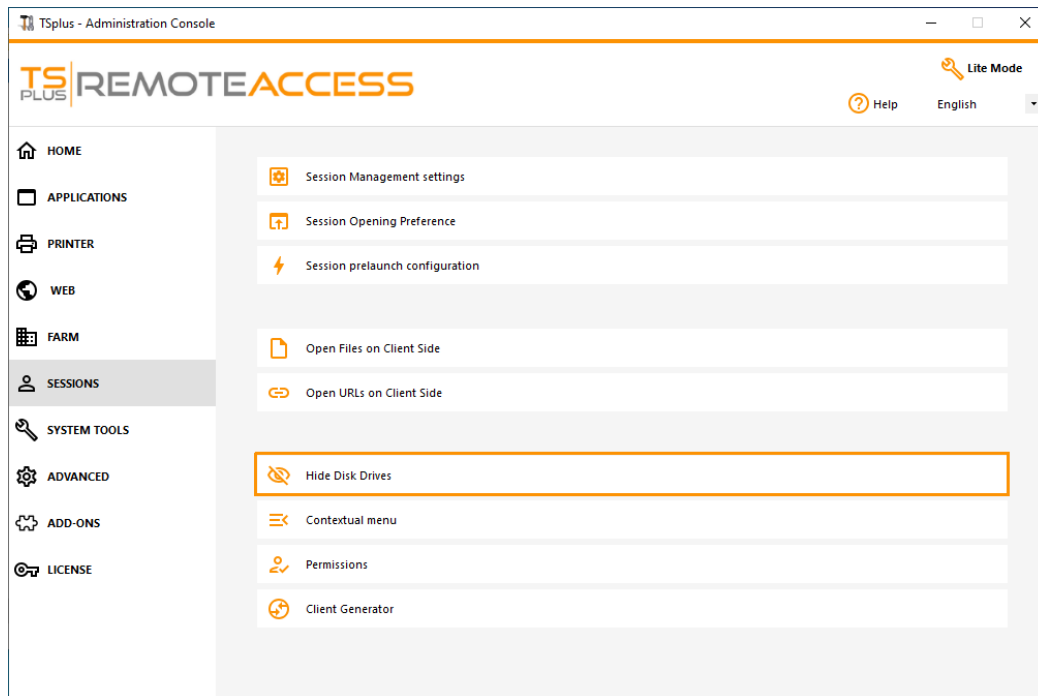 TSplus - Administration Console
TS PLUS REMOTEACCESS
Lite Mode
Help
English
HOME
APPLICATIONS
PRINTER
WEB
FARM
SESSIONS
SYSTEM TOOLS
ADVANCED
ADD-ONS
LICENSE
Session Management settings
Session Opening Preference
Session prelaunch configuration
Open Files on Client Side
Open URLs on Client Side
Hide Disk Drives
Contextual menu
Permissions
Client Generator